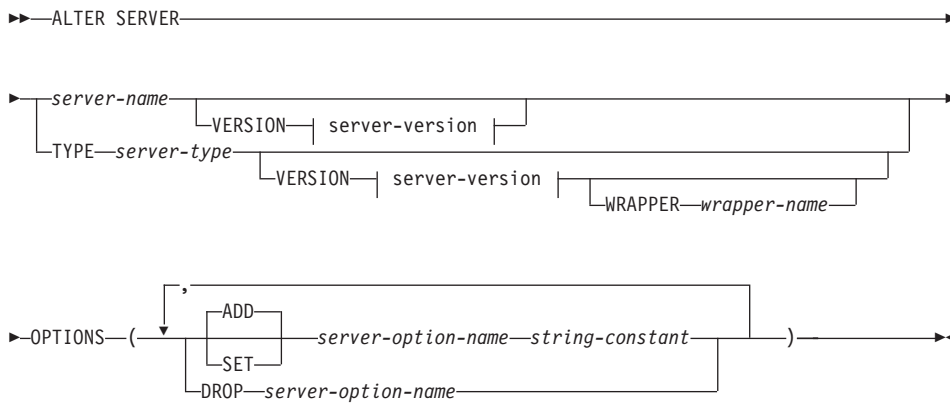 ALTER SERVER
server-name
VERSION server-version
TYPE server-type
VERSION server-version
WRAPPER wrapper-name
,
OPTIONS ( ADD server-option-name string-constant )
SET
DROP server-option-name